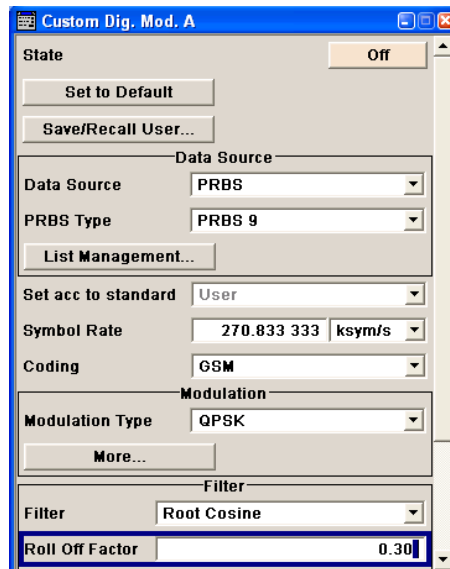 Custom Dig. Mod. A
State Off
Set to Default
Save/Recall User...
Data Source
Data Source PRBS
PRBS Type PRBS 9
List Management...
Set acc to standard User
Symbol Rate 270.833 333 ksym/s
Coding GSM
Modulation
Modulation Type QPSK
More...
Filter
Filter Root Cosine
Roll Off Factor 0.30